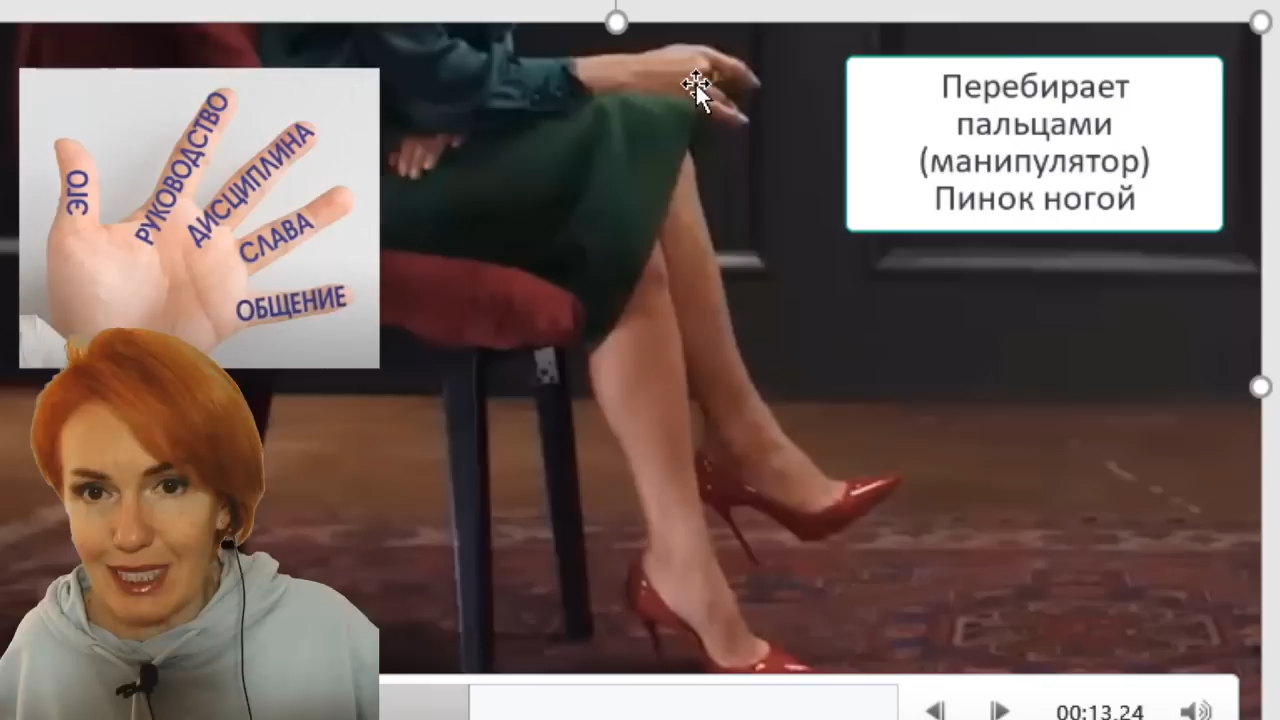 ЭГО
РУКОВОДСТВО
ДИСЦИПЛИНА
СЛАВА
ОБЩЕНИЕ
Перебирает
пальцами
(манипулятор)
Пинок ногой
00:13,24